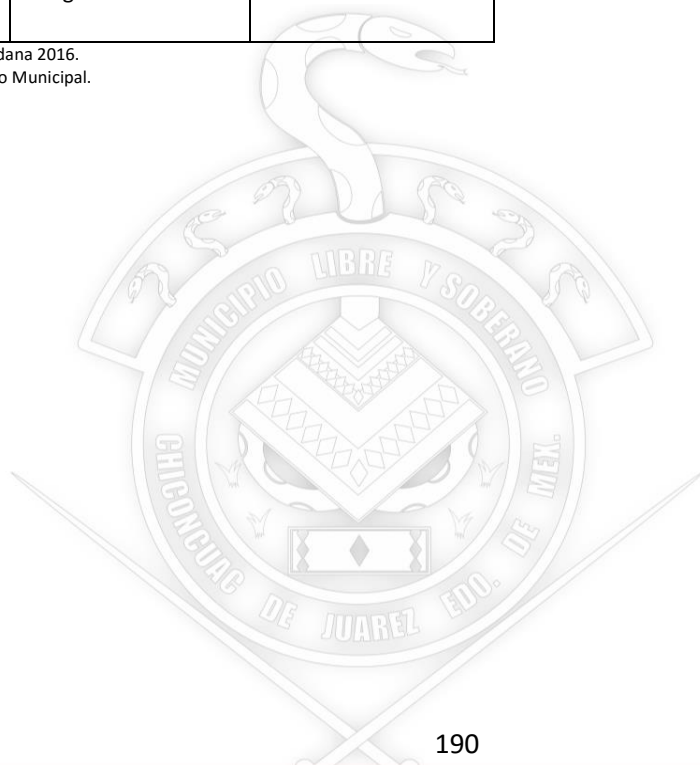 dana 2016.
o Municipal.
MUNICIPIO LIBRE Y SOBERANO
CHICONCUAC DE JUAREZ EDO. DE MEX.
190